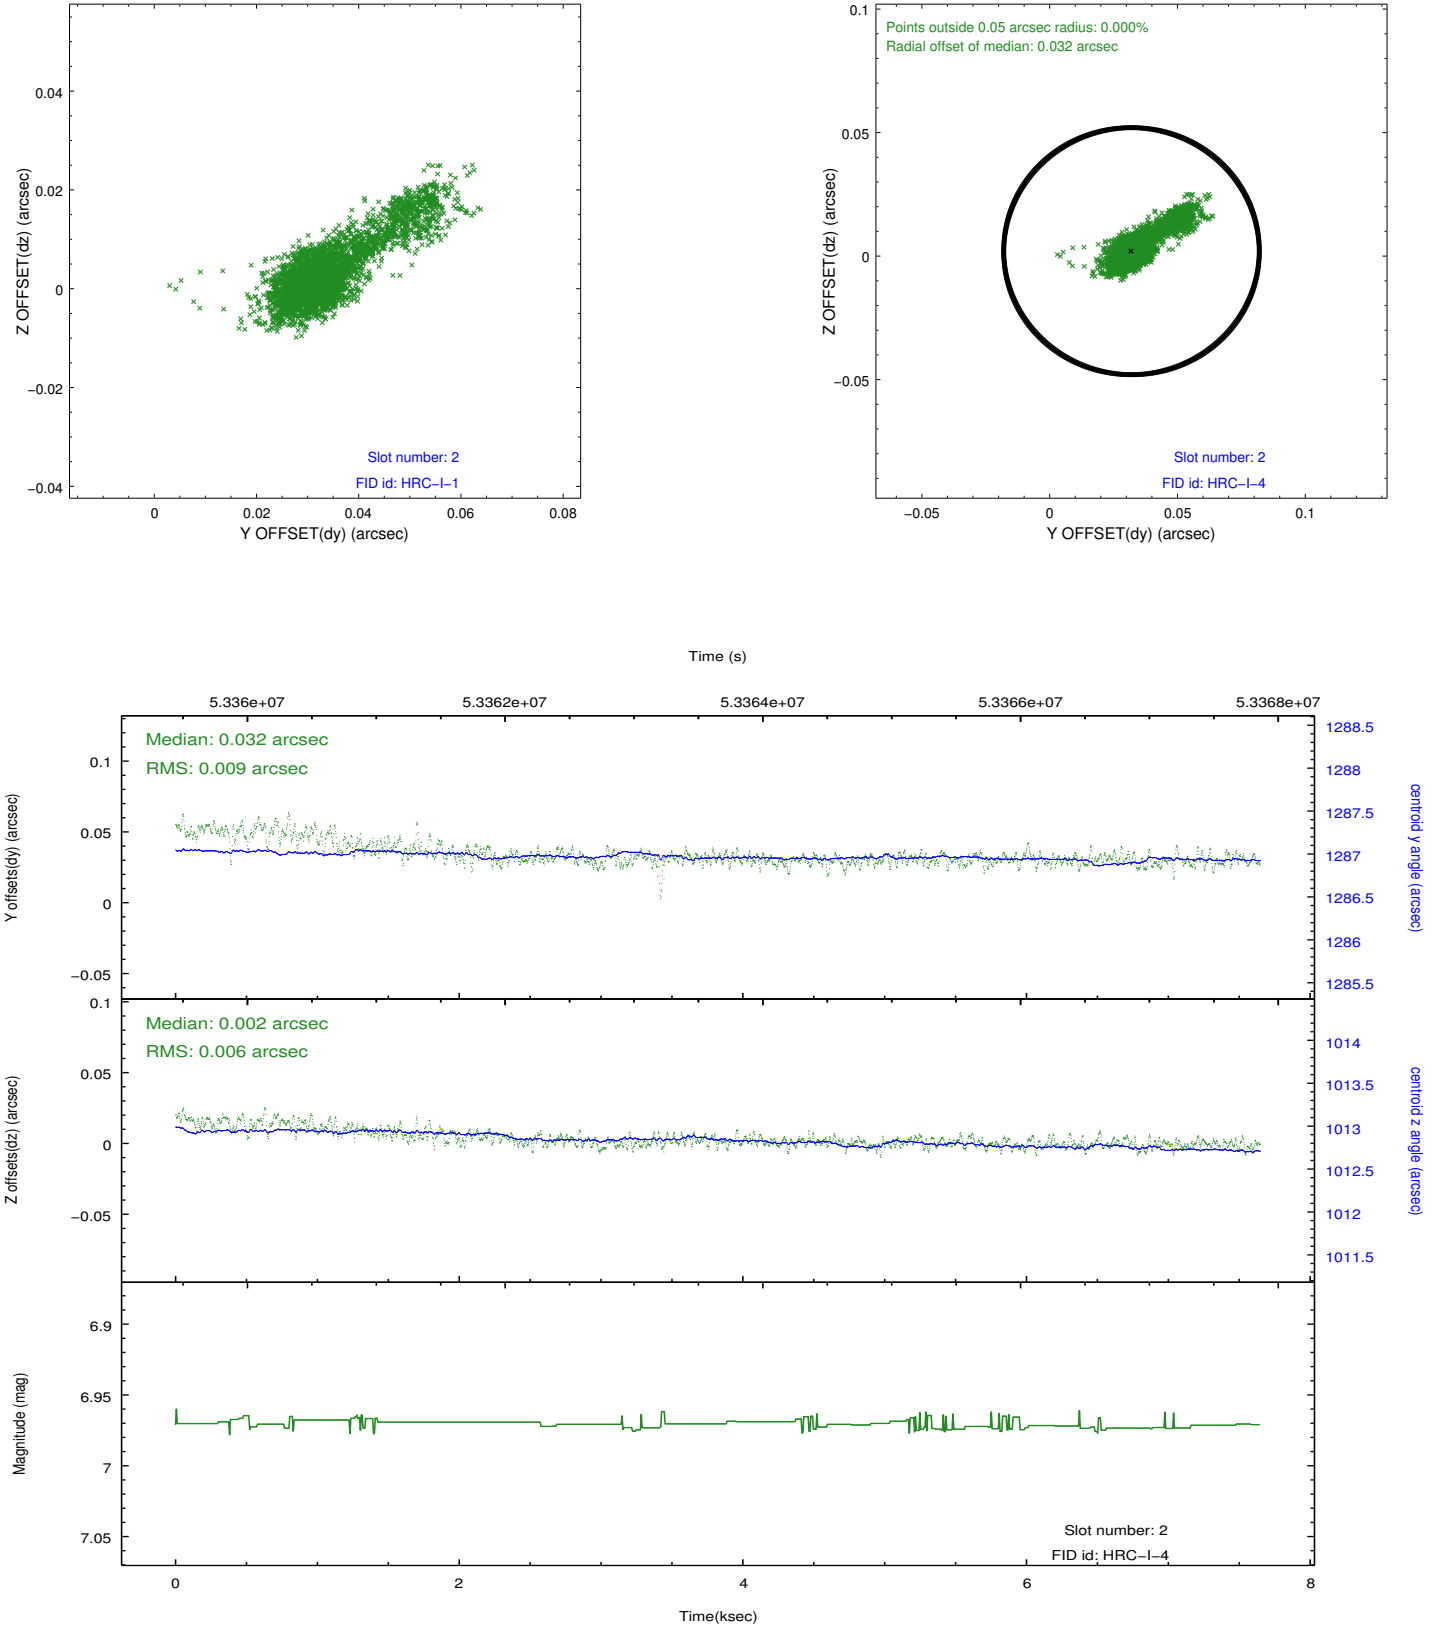 0.04
0.02
0
−0.02
−0.04
Z OFFSET(dz) (arcsec)
Slot number: 2
FID id: HRC−I−1
0 0.02 0.04 0.06 0.08
Y OFFSET(dy) (arcsec)
Points outside 0.05 arcsec radius: 0.000%
Radial offset of median: 0.032 arcsec
0.1
0.05
0
−0.05
Z OFFSET(dz) (arcsec)
Slot number: 2
FID id: HRC−I−4
−0.05 0 0.05 0.1
Y OFFSET(dy) (arcsec)
Time (s)
5.336e+07 5.3362e+07 5.3364e+07 5.3366e+07 5.3368e+07
Median: 0.032 arcsec
RMS: 0.009 arcsec
0.1
0.05
0
−0.05
Y offsets(dy) (arcsec)
1288.5
1288
1287.5
1287
1286.5
1286
1285.5
centroid y angle (arcsec)
Median: 0.002 arcsec
RMS: 0.006 arcsec
0.1
0.05
0
−0.05
Z offsets(dz) (arcsec)
1014
1013.5
1013
1012.5
1012
1011.5
centroid z angle (arcsec)
6.9
6.95
7
7.05
Magnitude (mag)
Slot number: 2
FID id: HRC−I−4
0 2 4 6 8
Time(ksec)